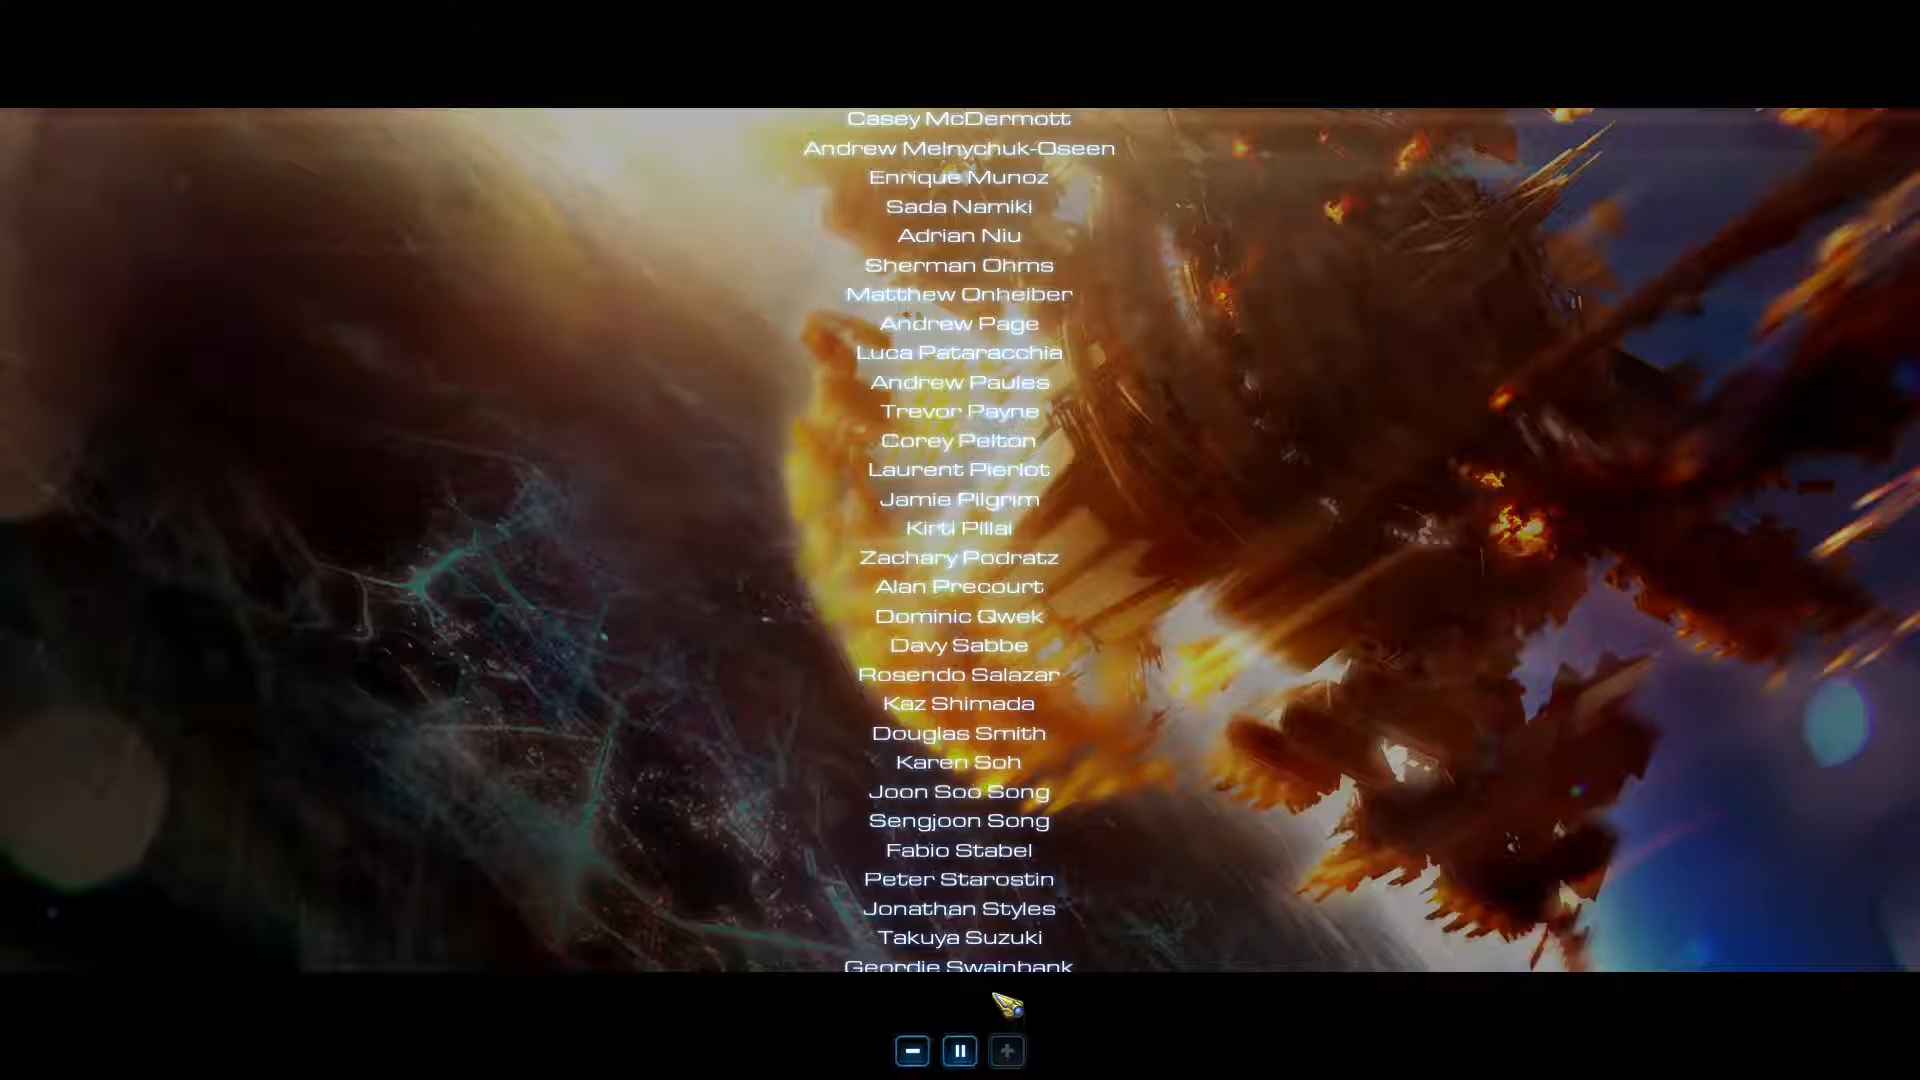 Casey McDermott
Andrew Melnychuk-Oseen
Enrique Munoz
Sada Namiki
Adrian Niu
Sherman Ohms
Matthew Onheiber
Andrew Page
Luca Pataracchia
Andrew Paules
Trevor Payne
Corey Pelton
Laurent Pierlot
Jamie Pilgrim
Kirti Pillai
Zachary Podratz
Alan Precourt
Dominic Qwek
Davy Sabbe
Rosendo Salazar
Kaz Shimada
Douglas Smith
Karen Soh
Joon Soo Song
Sengjoon Song
Fabio Stabel
Peter Starostin
Jonathan Styles
Takuya Suzuki
Geordie Swainbank